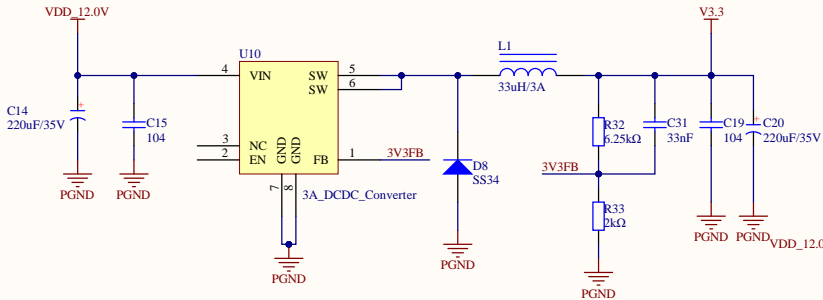 VDD_12.0V
V3.3
U10
L1
4
VIN
SW
5
SW
6
33uH/3A
C14
220uF/35V
C15
104
R32
6.25kΩ
C31
33nF
C19
104
C20
220uF/35V
3
NC
2
EN
GND
GND
FB
1
3V3FB
D8
SS34
3V3FB
PGND
PGND
7
8
3A_DCDC_Converter
R33
2kΩ
PGND
PGND
PGND
PGND
VDD_12.0
PGND